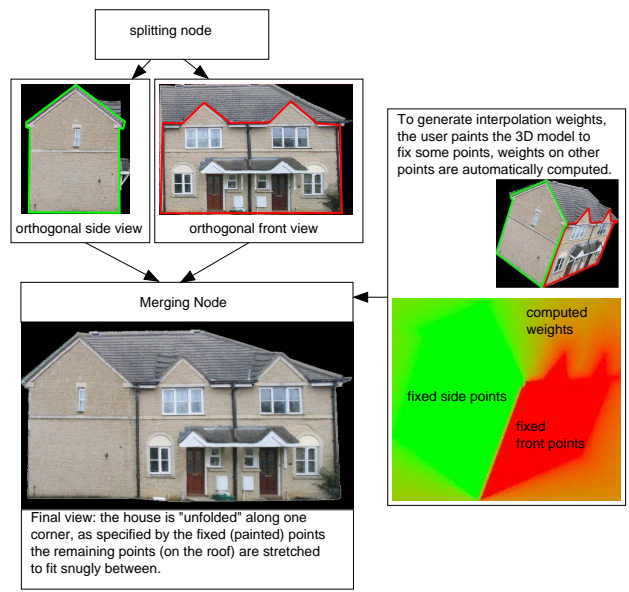 splitting node
orthogonal side view
orthogonal front view
To generate interpolation weights,
the user paints the 3D model to
fix some points, weights on other
points are automatically computed.
Merging Node
computed
weights
fixed side points
fixed
front points
Final view: the house is "unfolded" along one
corner, as specified by the fixed (painted) points
the remaining points (on the roof) are stretched
to fit snugly between.